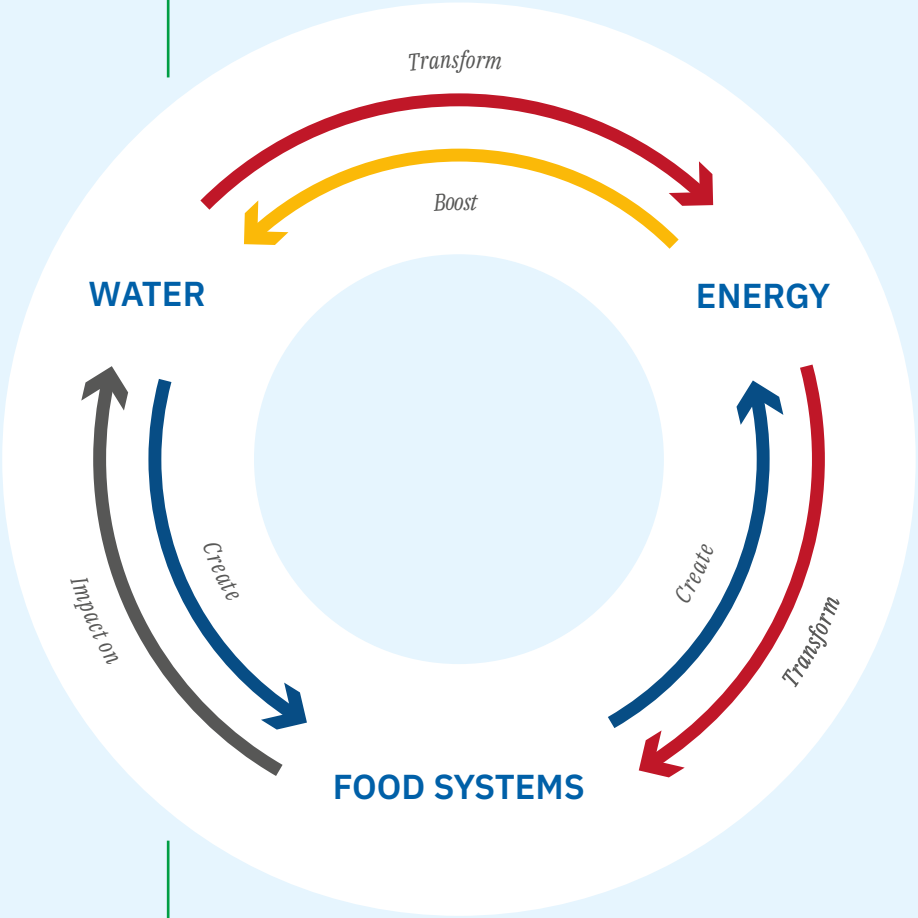 Transform
Boost
WATER
ENERGY
Create
Create
Impact on
Transform
FOOD SYSTEMS